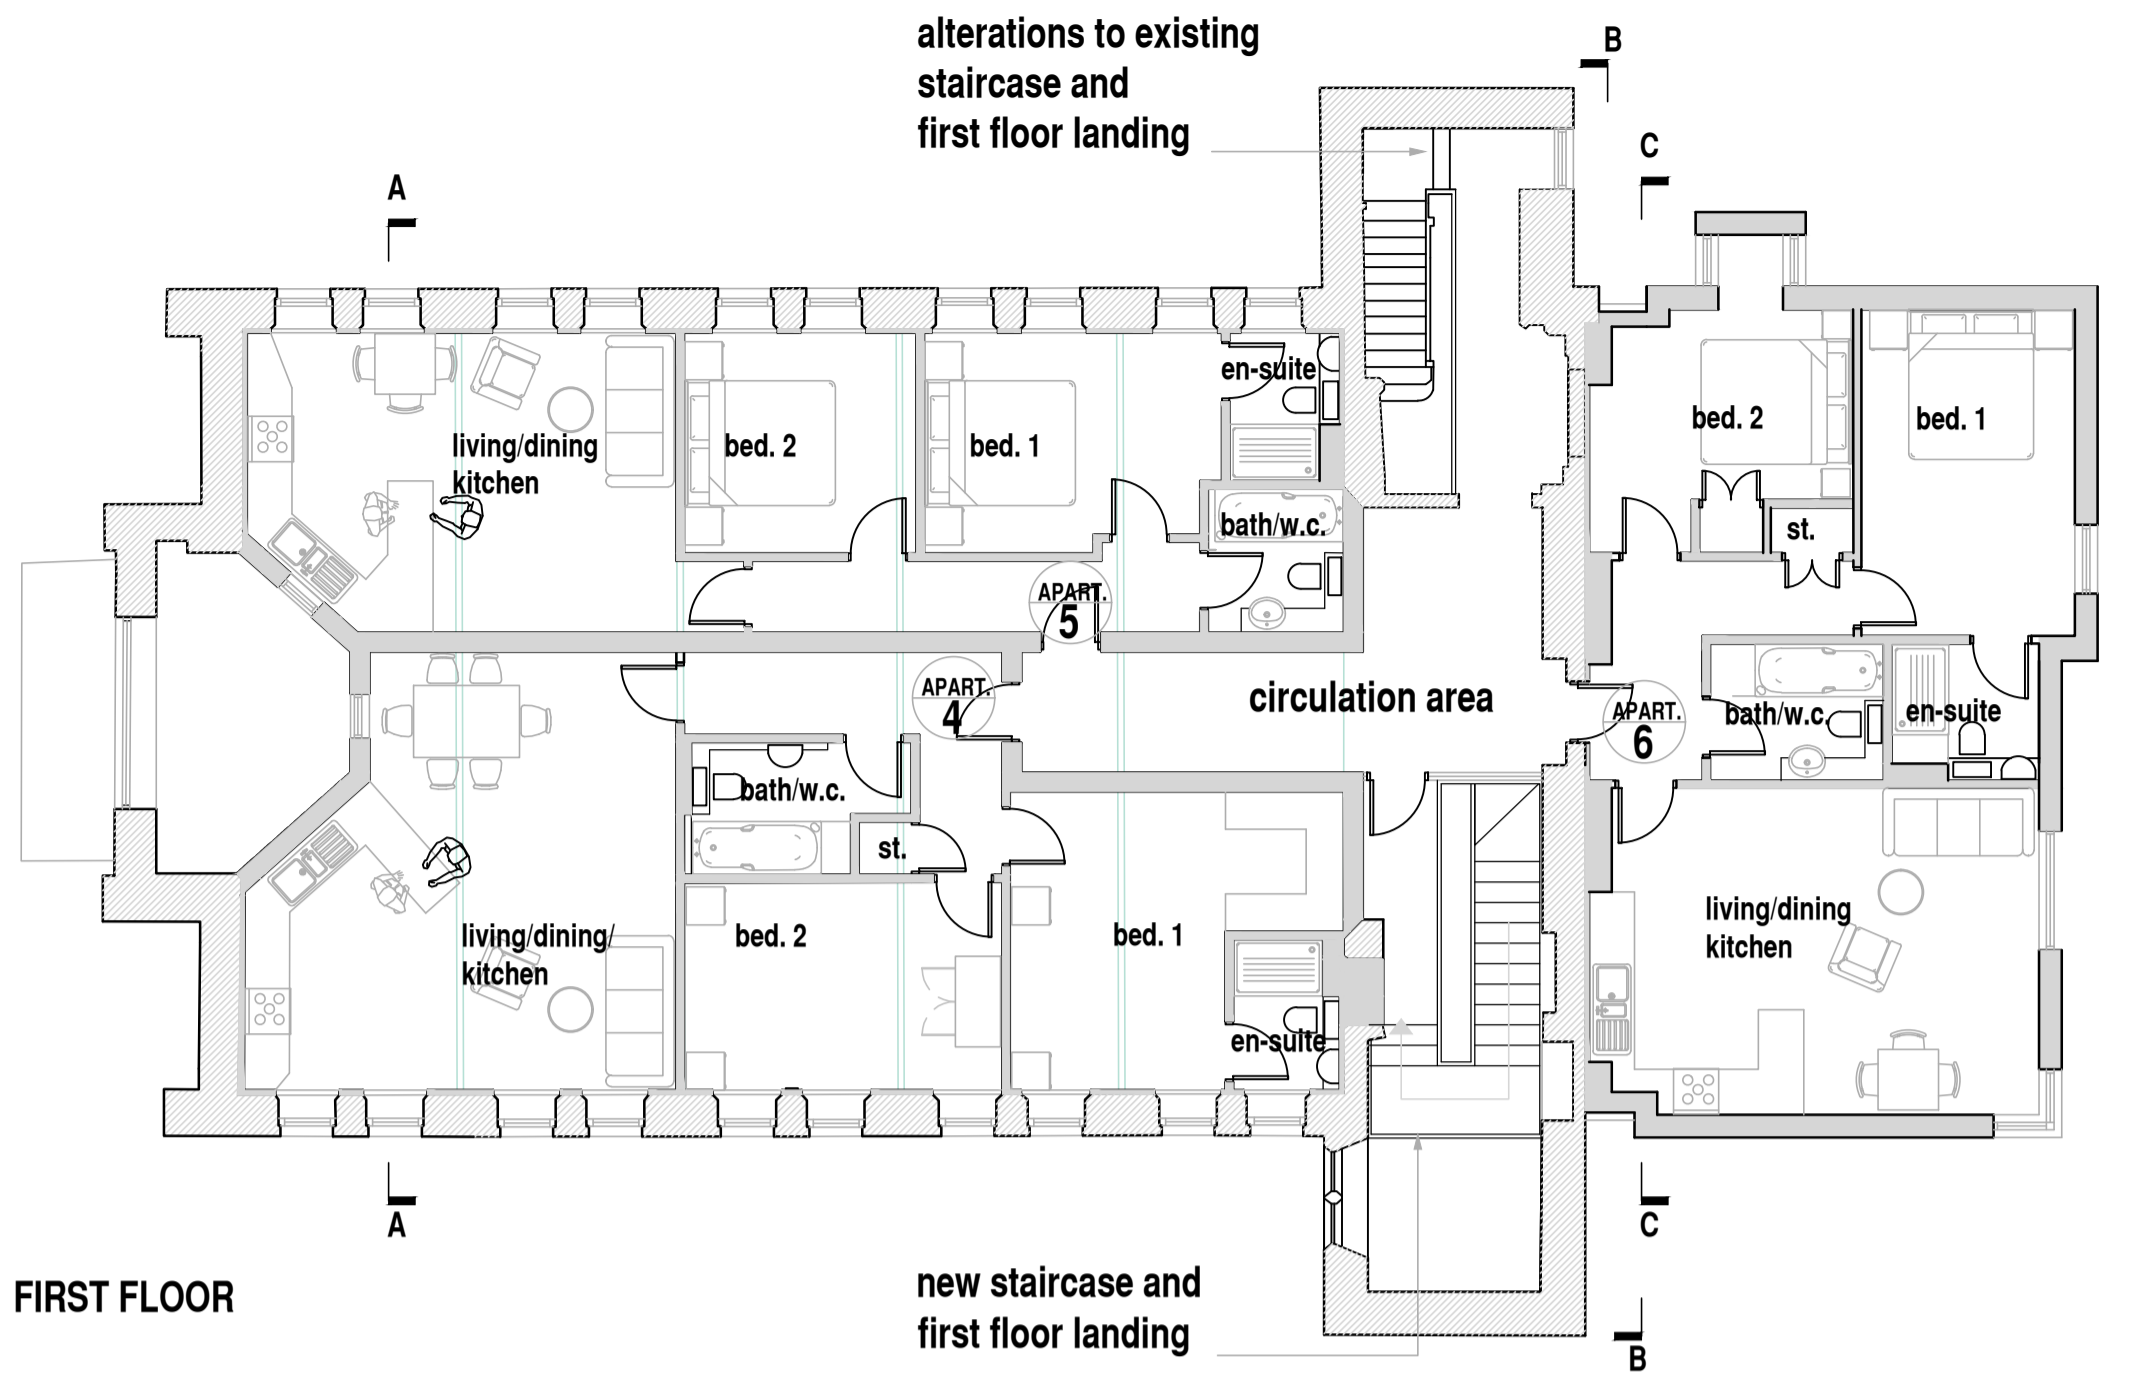 alterations to existing
staircase and
first floor landing
B
C
A
en-suite
living/dining
kitchen
bed. 2
bed. 1
bath/w.c.
bed. 2
bed. 1
st.
APART.
5
APART.
4
circulation area
APART.
6
bath/w.c.
en-suite
bath/w.c.
st.
living/dining/
kitchen
bed. 2
bed. 1
en-suite
living/dining
kitchen
A
C
FIRST FLOOR
new staircase and
first floor landing
B